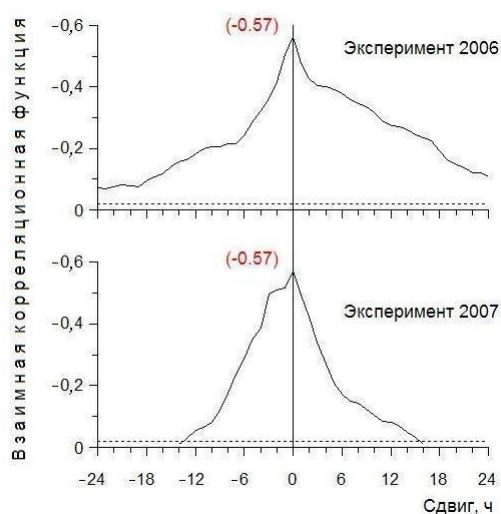 Взаимная корреляционная функция
-0,6
(-0.57)
Эксперимент 2006
-0,4
-0,2
0
-0,6
(-0.57)
Эксперимент 2007
-0,4
-0,2
0
-24 -18 -12 -6 0 6 12 18 24
Сдвиг, ч